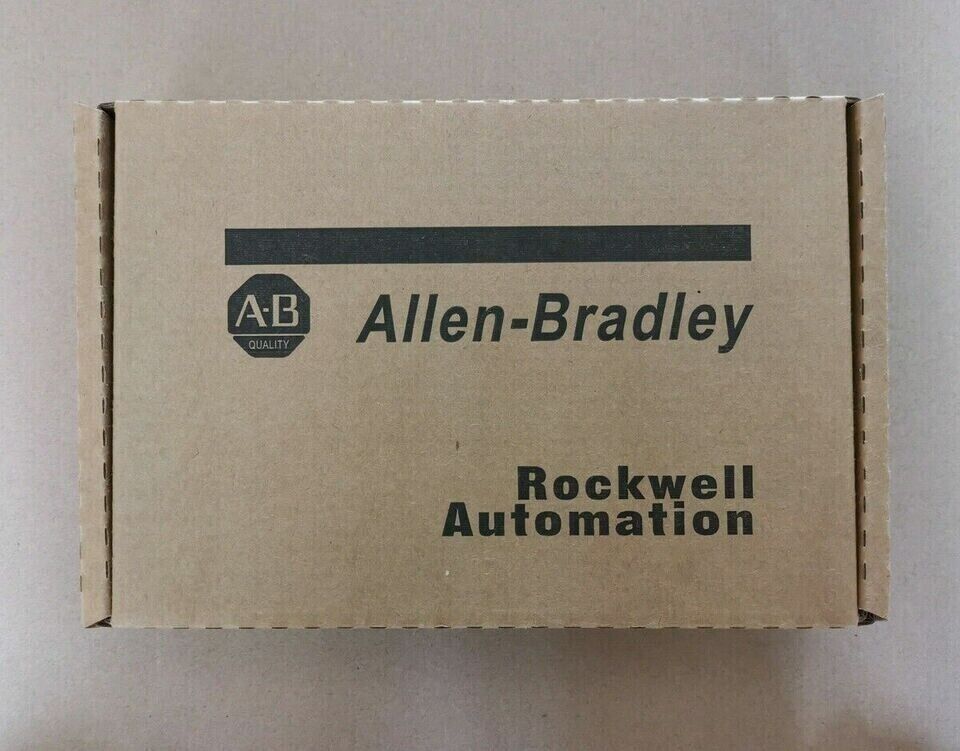 A-B
QUALITY
Allen-Bradley
Rockwell
Automation